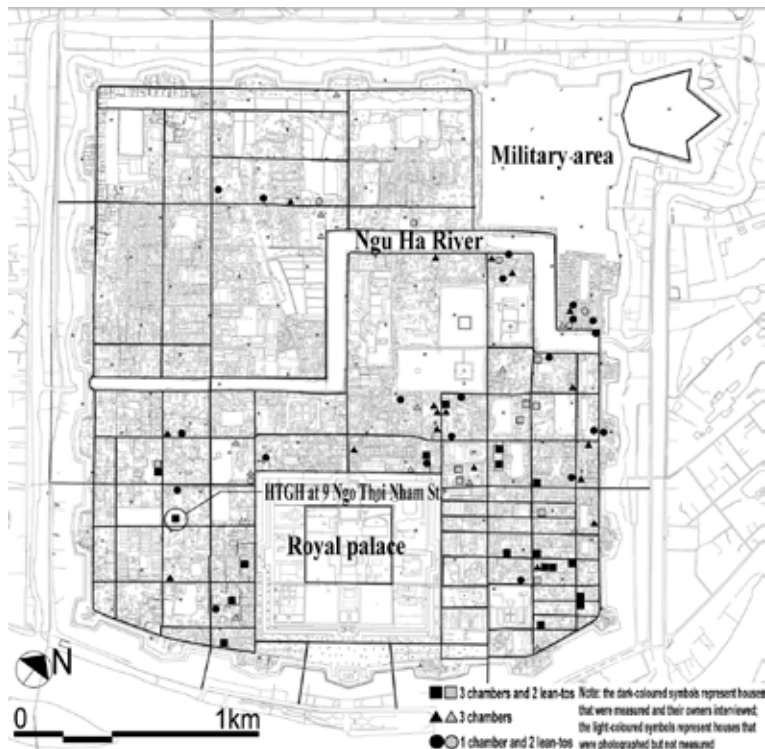 Military area
Ngu Ha River
HTGH at 9 Ngo Thpi Nham St.
Royal palace
N
0 1km
3 chambers and 2 lean-tos
3 chambers
1 chamber and 2 lean-tos
Note: the dark-coloured symbols represent houses
that were measured and their owners interviewed;
the light-coloured symbols represent houses that
were photographed but not measured